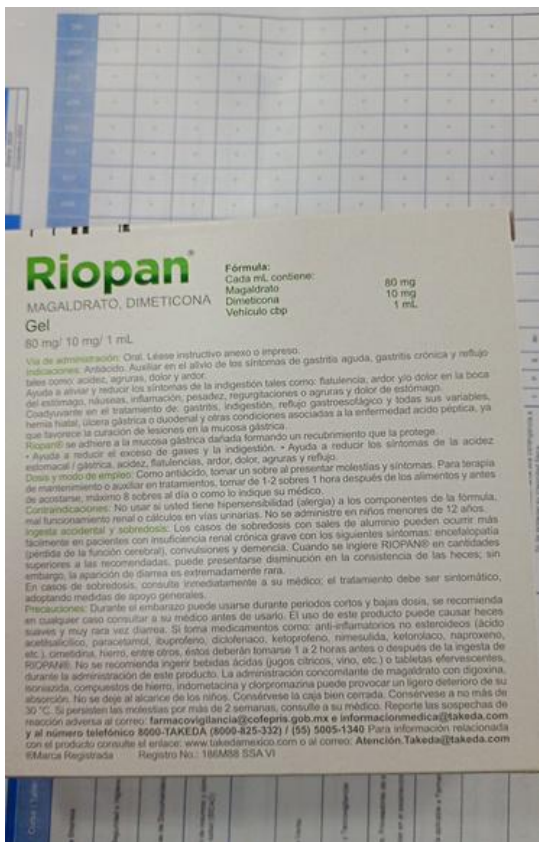 Riopan®
MAGALDRATO, DIMETICONA
Gel
80 mg/ 10 mg/ 1 mL
Fórmula:
Cada mL contiene:
Magaldrato 80 mg
Dimeticona 10 mg
Vehículo cbp 1 mL
Vía de administración: Oral. Léase instructivo anexo o impreso.
Indicaciones: Antiácido. Auxiliar en el alivio de los síntomas de gastritis aguda, gastritis crónica y reflujo
tales como: acidez, agruras, dolor y ardor.
Ayuda a aliviar y reducir los síntomas de la indigestión tales como: flatulencia, ardor y/o dolor en la boca
del estómago, náuseas, inflamación, pesadez, regurgitaciones o agruras y dolor de estómago.
Coadyuvante en el tratamiento de: gastritis, indigestión, reflujo gastroesofágico y todas sus variables,
hernia hiatal, úlcera gástrica o duodenal y otras condiciones asociadas a la enfermedad ácido péptica, ya
que favorece la curación de lesiones en la mucosa gástrica.
Riopan® se adhiere a la mucosa gástrica dañada formando un recubrimiento que la protege.
• Ayuda a reducir el exceso de gases y la indigestión. • Ayuda a reducir los síntomas de la acidez
estomacal / gástrica, acidez, flatulencias, ardor, dolor, agruras y reflujo.
Dosis y modo de empleo: Como antiácido, tomar un sobre al presentar molestias y síntomas. Para terapia
de mantenimiento o auxiliar en tratamientos, tomar de 1-2 sobres 1 hora después de los alimentos y antes
de acostarse, máximo 8 sobres al día o como lo indique su médico.
Contraindicaciones: No usar si usted tiene hipersensibilidad (alergia) a los componentes de la fórmula,
mal funcionamiento renal o cálculos en vías urinarias. No se administre en niños menores de 12 años.
Ingesta accidental y sobredosis: Los casos de sobredosis con sales de aluminio pueden ocurrir más
fácilmente en pacientes con insuficiencia renal crónica grave con los siguientes síntomas: encefalopatía
(pérdida de la función cerebral), convulsiones y demencia. Cuando se ingiere RIOPAN® en cantidades
superiores a las recomendadas, puede presentarse disminución en la consistencia de las heces; sin
embargo, la aparición de diarrea es extremadamente rara.
En casos de sobredosis, consulte inmediatamente a su médico; el tratamiento debe ser sintomático,
adoptando medidas de apoyo generales.
Precauciones: Durante el embarazo puede usarse durante periodos cortos y bajas dosis, se recomienda
en cualquier caso consultar a su médico antes de usarlo. El uso de este producto puede causar heces
suaves y muy rara vez diarrea. Si toma medicamentos como: anti-inflamatorios no esteroideos (ácido
acetilsalicílico, paracetamol, ibuprofeno, diclofenaco, ketoprofeno, nimesulida, ketorolaco, naproxeno,
etc.), cimetidina, hierro, entre otros, éstos deberán tomarse 1 a 2 horas antes o después de la ingesta de
RIOPAN®. No se recomienda ingerir bebidas ácidas (jugos cítricos, vino, etc.) o tabletas efervescentes,
durante la administración de este producto. La administración concomitante de magaldrato con digoxina,
isoniazida, compuestos de hierro, indometacina y clorpromazina puede provocar un ligero deterioro de su
absorción. No se deje al alcance de los niños. Consérvese la caja bien cerrada. Consérvese a no más de
30 °C. Si persisten las molestias por más de 2 semanas, consulte a su médico. Reporte las sospechas de
reacción adversa al correo: farmacovigilancia@cofepris.gob.mx e informacionmedica@takeda.com
y al número telefónico 8000-TAKEDA (8000-825-332) / (55) 5005-1340 Para información relacionada
con el producto consulte el enlace: www.takedamexico.com o al correo: Atención.Takeda@takeda.com
®Marca Registrada Registro No.: 186M88 SSA VI